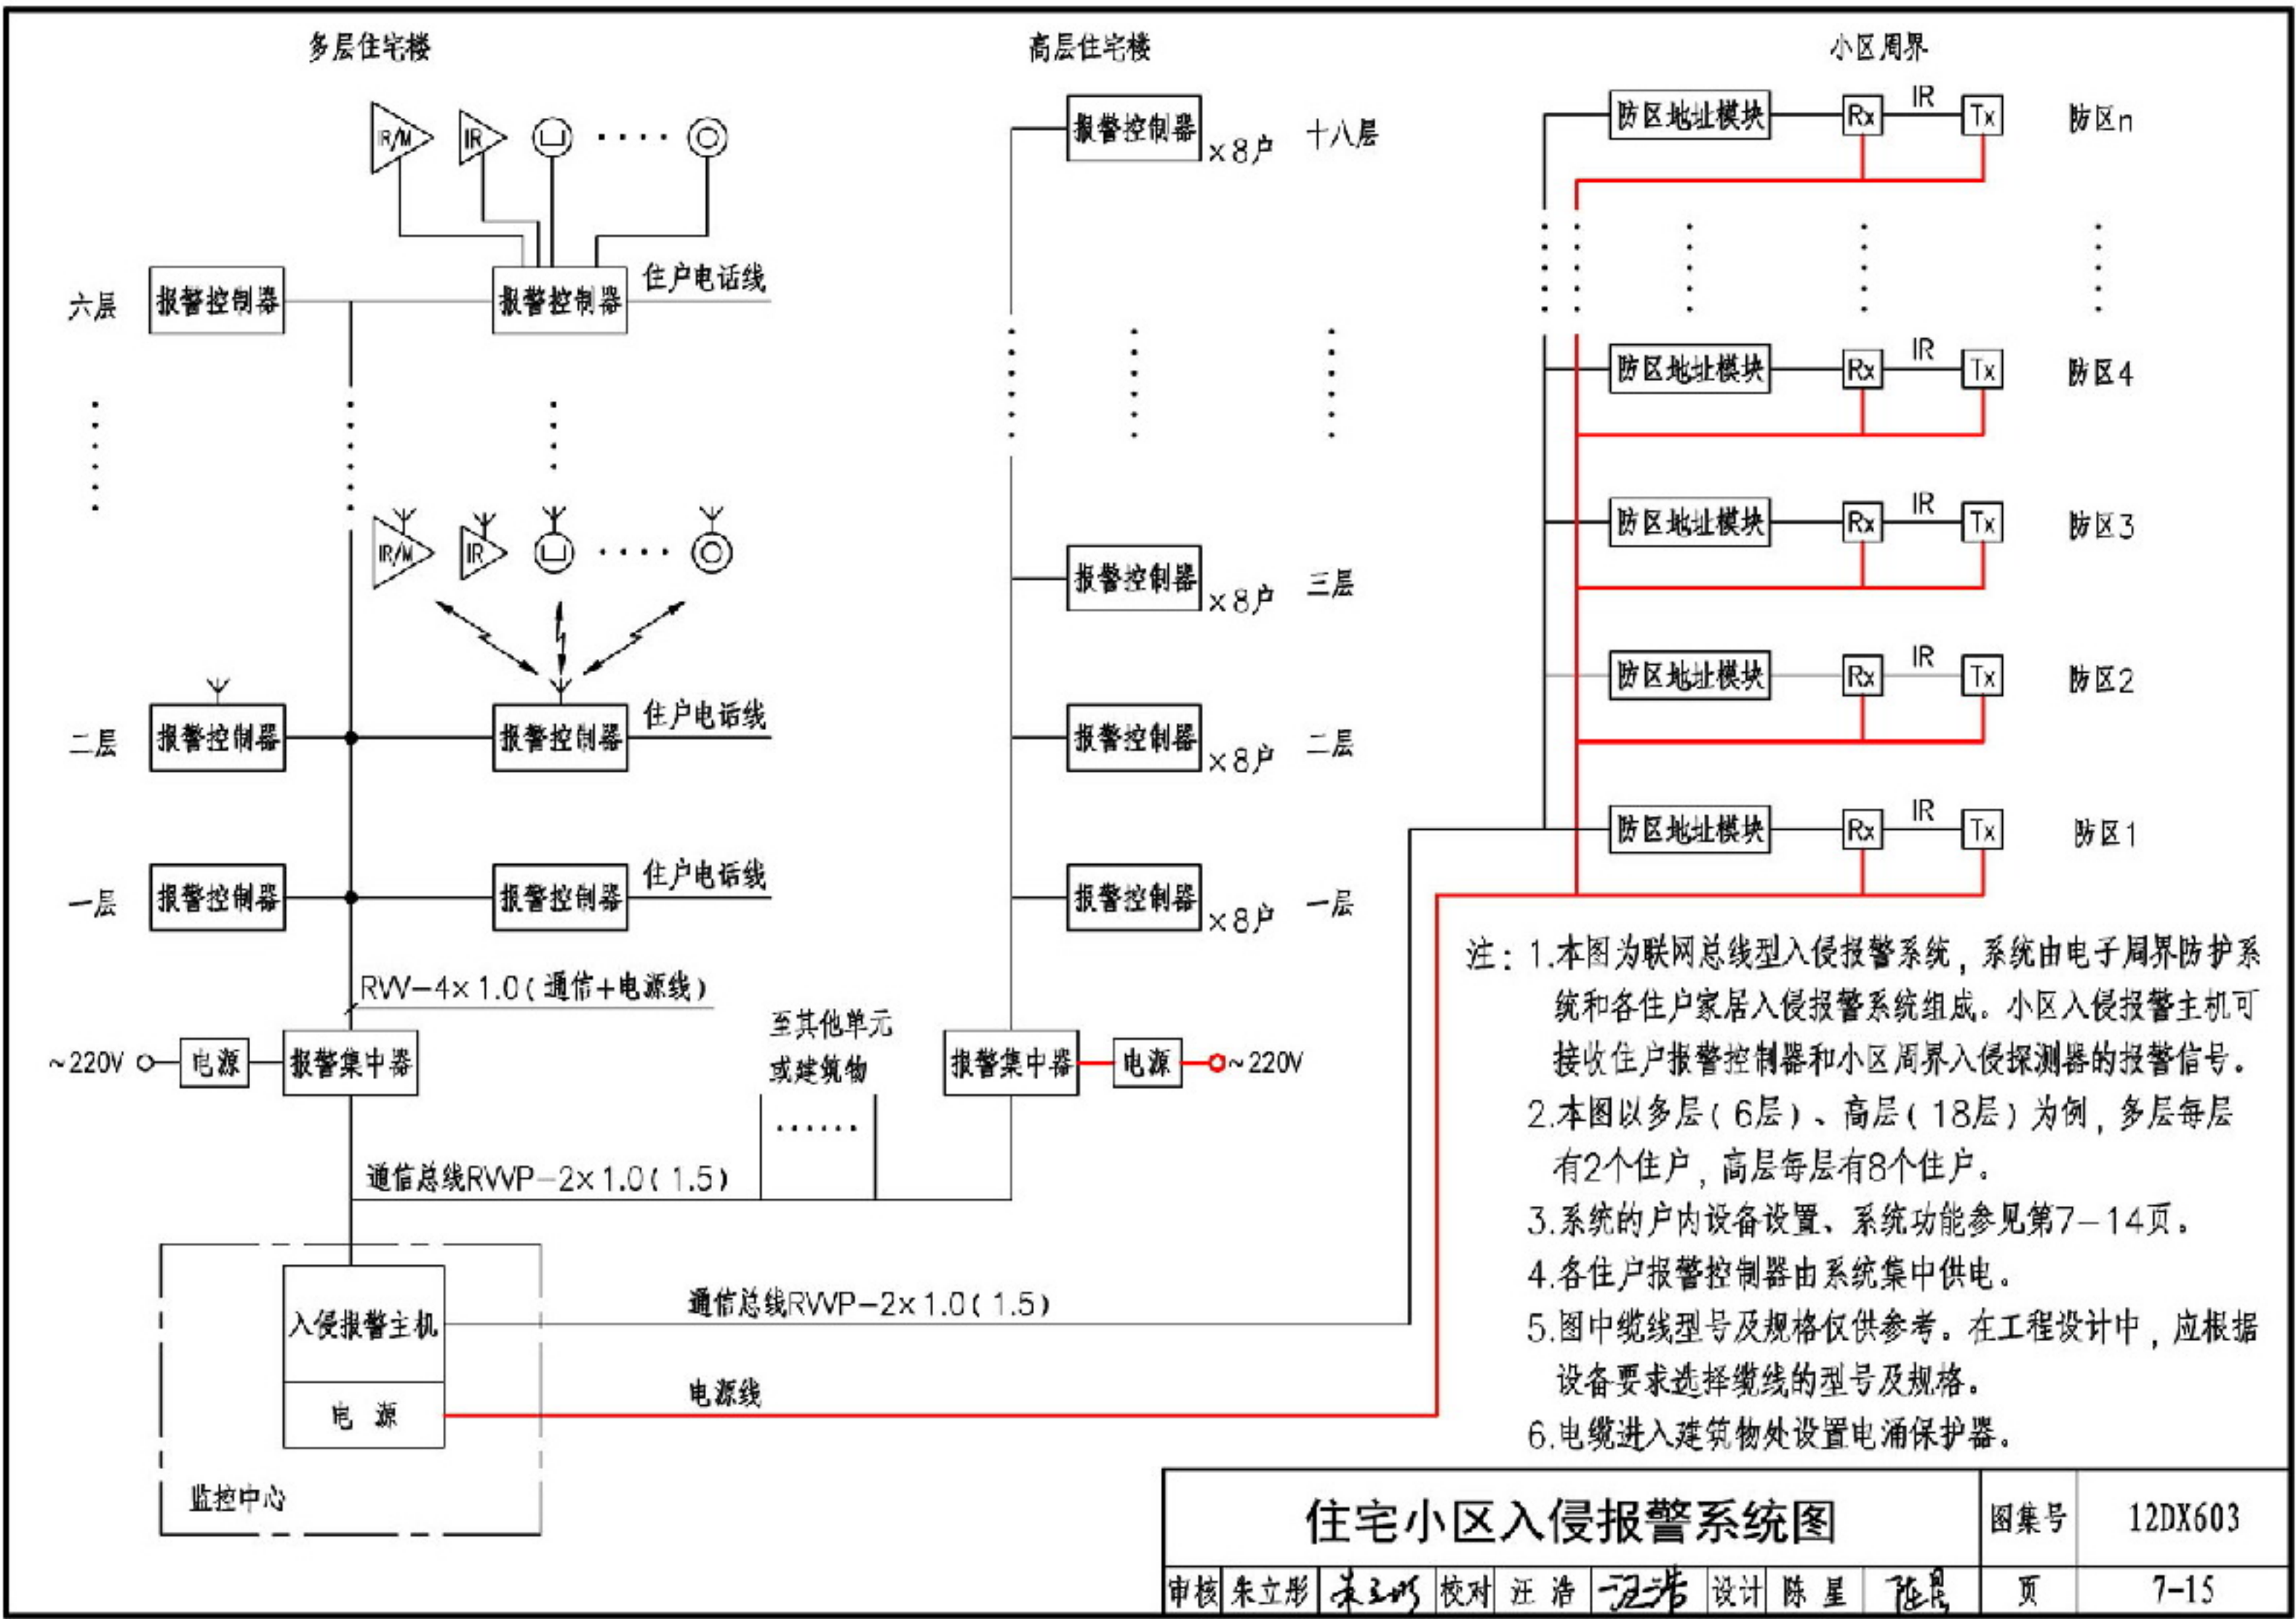 多层住宅楼
高层住宅楼
小区周界
IR/M
IR
六层
报警控制器
报警控制器
住户电话线
IR/M
IR
二层
报警控制器
报警控制器
住户电话线
一层
报警控制器
报警控制器
住户电话线
RVV-4×1.0(通信+电源线)
~220V
电源
报警集中器
至其他单元
或建筑物
通信总线RVVP-2×1.0(1.5)
报警控制器
×8户
十八层
报警控制器
×8户
三层
报警控制器
×8户
二层
报警控制器
×8户
一层
报警集中器
电源
~220V
防区地址模块
Rx
IR
Tx
防区n
防区地址模块
Rx
IR
Tx
防区4
防区地址模块
Rx
IR
Tx
防区3
防区地址模块
Rx
IR
Tx
防区2
防区地址模块
Rx
IR
Tx
防区1
入侵报警主机
电 源
监控中心
通信总线RVVP-2×1.0(1.5)
电源线
注：1.本图为联网总线型入侵报警系统，系统由电子周界防护系
统和各住户家居入侵报警系统组成。小区入侵报警主机可
接收住户报警控制器和小区周界入侵探测器的报警信号。
2.本图以多层(6层)、高层(18层)为例，多层每层
有2个住户，高层每层有8个住户。
3.系统的户内设备设置、系统功能参见第7-14页。
4.各住户报警控制器由系统集中供电。
5.图中缆线型号及规格仅供参考。在工程设计中，应根据
设备要求选择缆线的型号及规格。
6.电缆进入建筑物处设置电涌保护器。
住宅小区入侵报警系统图
图集号
12DX603
审核 朱立彤 朱立彤 校对 汪 浩 汪浩 设计 陈 星
页
7-15